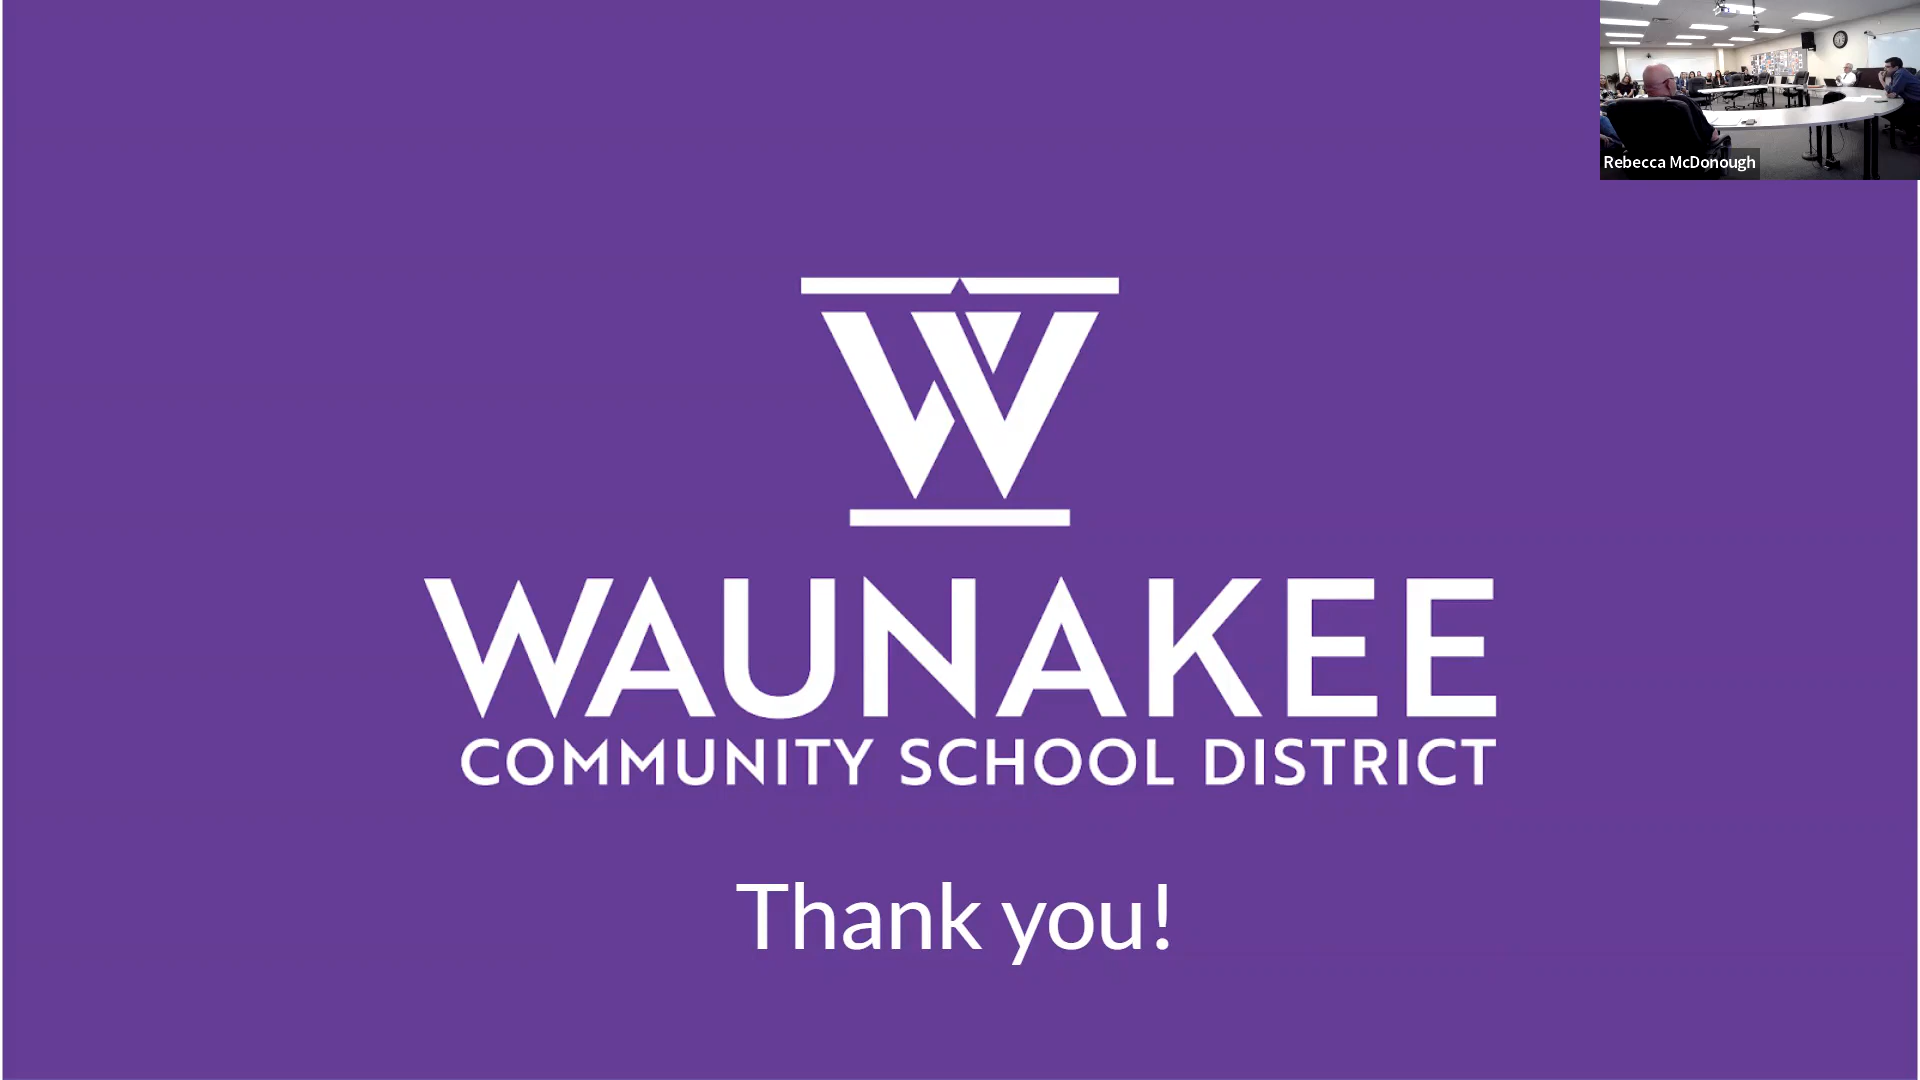 Rebecca McDonough
W
WAUNAKEE
COMMUNITY SCHOOL DISTRICT
Thank you!